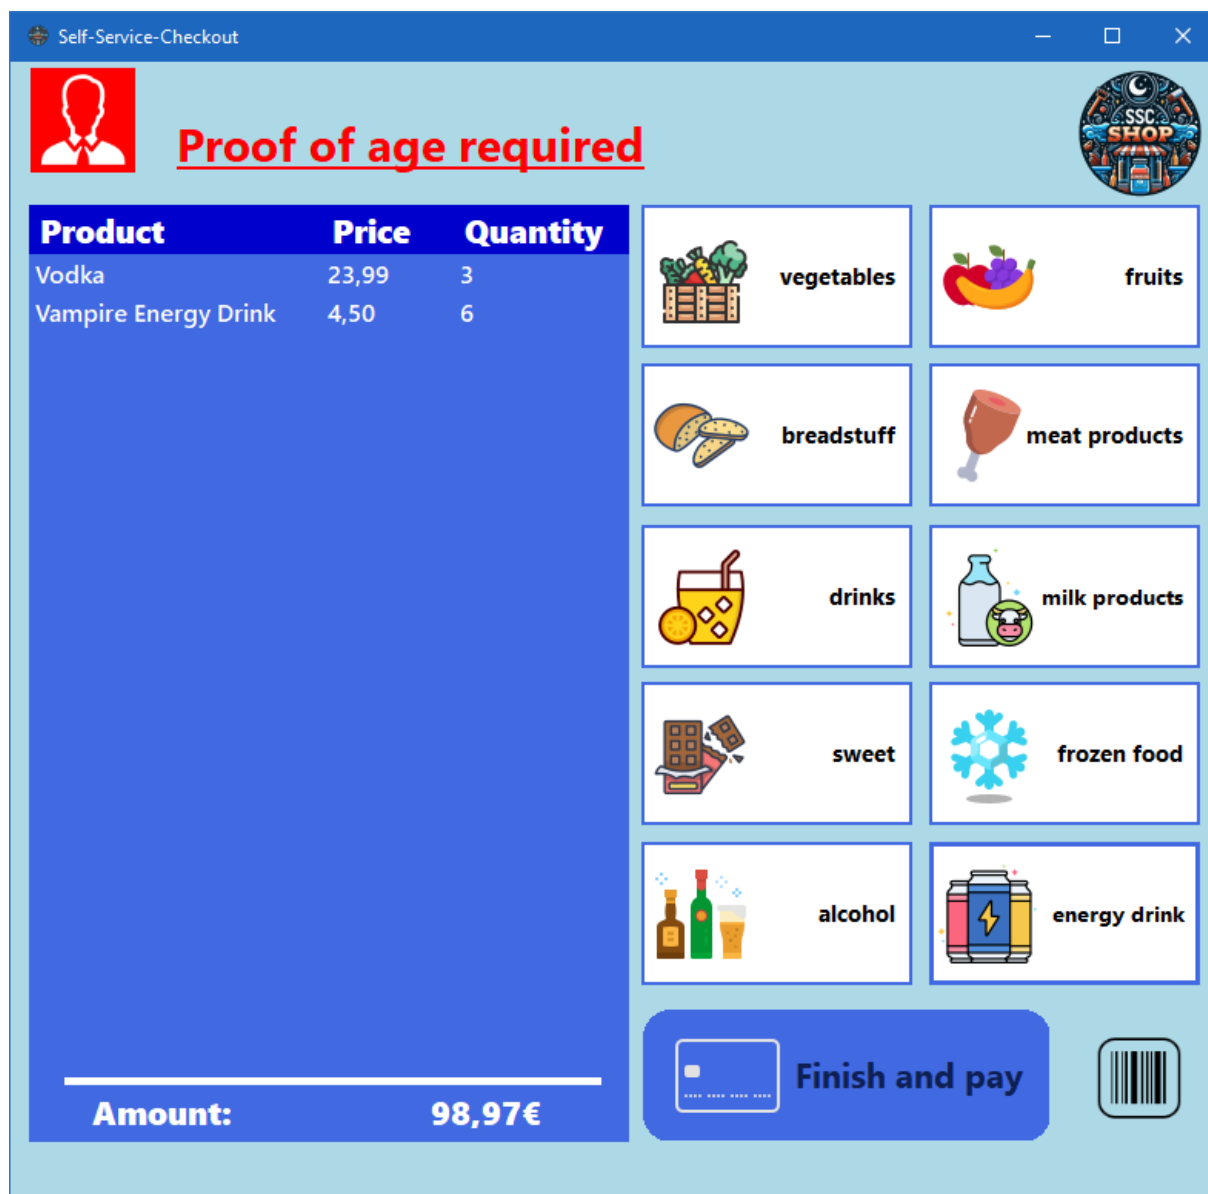 Self-Service-Checkout
Proof of age required
SSC
SHOP
Product Price Quantity
Vodka 23,99 3
Vampire Energy Drink 4,50 6
Amount: 98,97€
vegetables
fruits
breadstuff
meat products
drinks
milk products
sweet
frozen food
alcohol
energy drink
Finish and pay